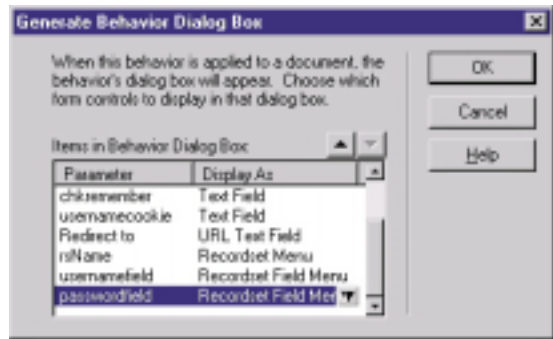 Generate Behavior Dialog Box
When this behavior is applied to a document, the
behavior's dialog box will appear. Choose which
form controls to display in that dialog box.
OK
Cancel
Help
Items in Behavior Dialog Box:
Parameter Display As
chkremember Text Field
usernamecookie Text Field
Redirect to URL Text Field
rsName Recordset Menu
usernamefield Recordset Field Menu
passwordfield Recordset Field Mer